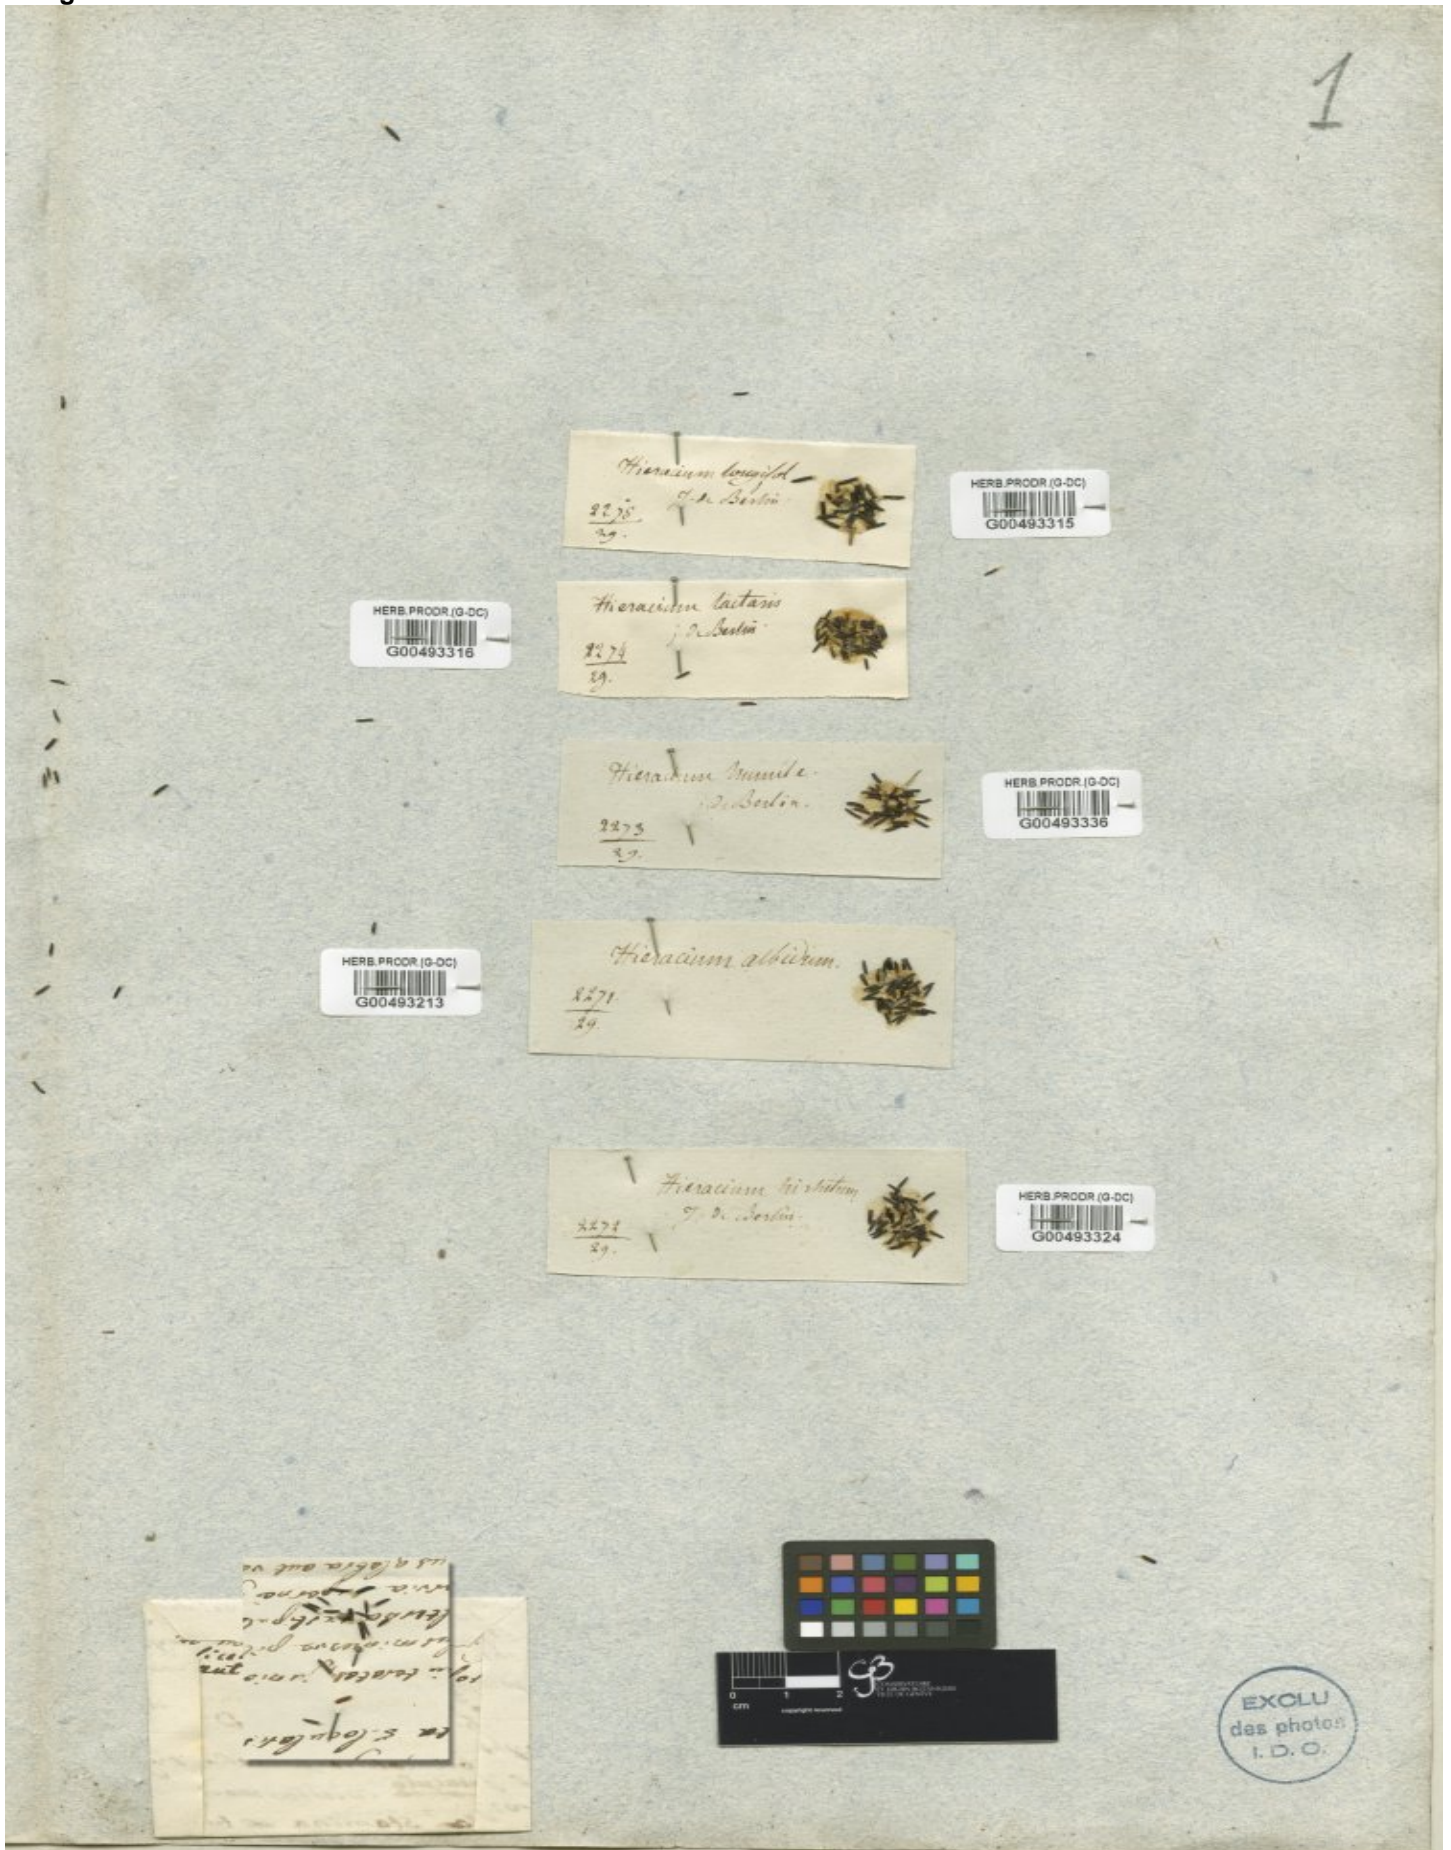 1
Hieracium longifol
J. de Berlin
2275
29.
HERB.PRODR.(G-DC)
G00493315
Hieracium
J. de Berlin
2274
29.
HERB.PRODR.(G-DC)
G00493316
Hieracium humile.
J. de Berlin.
2273
29.
HERB.PRODR.(G-DC)
G00493336
Hieracium albidum.
2271.
29.
HERB.PRODR.(G-DC)
G00493213
Hieracium hirsutum
J. de Berlin.
2272
29.
HERB.PRODR.(G-DC)
G00493324
0 1 2
cm
copyright reserved
EXCLU
des photos
I. D. C.